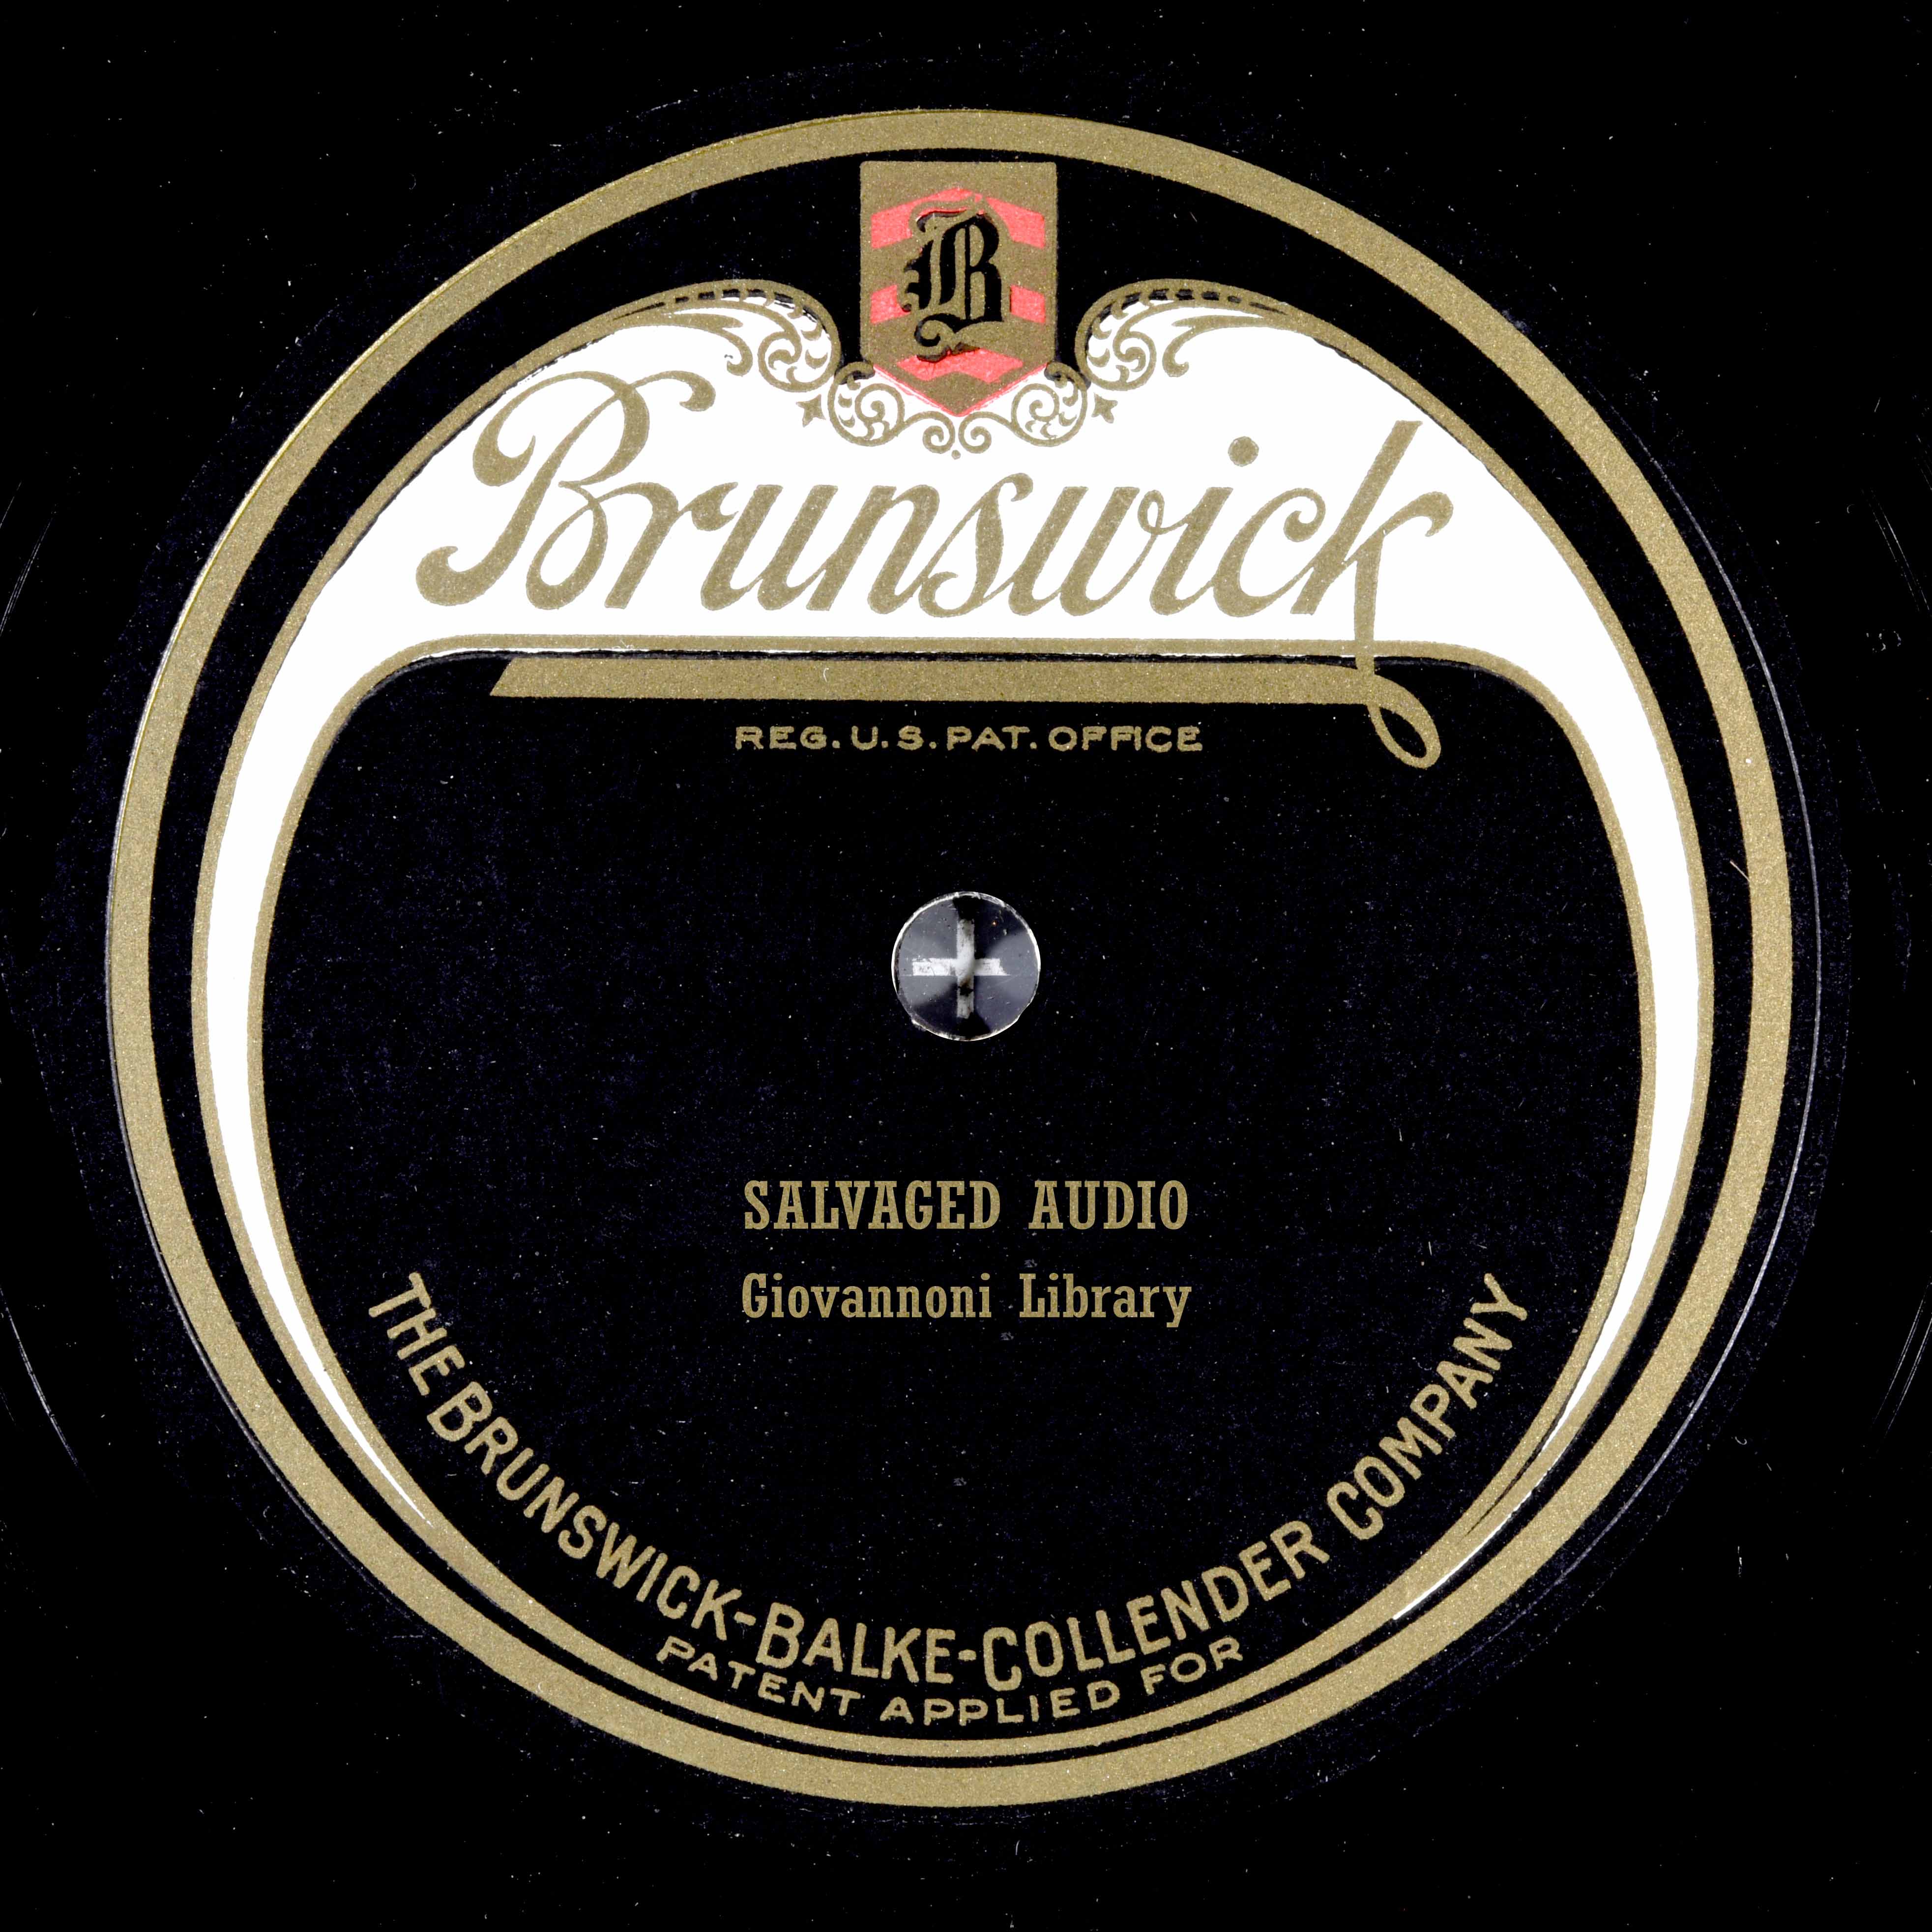 B
Brunswick
REG. U.S. PAT. OFFICE
SALVAGED AUDIO
Giovannoni Library
THE BRUNSWICK-BALKE-COLLENDER COMPANY
PATENT APPLIED FOR